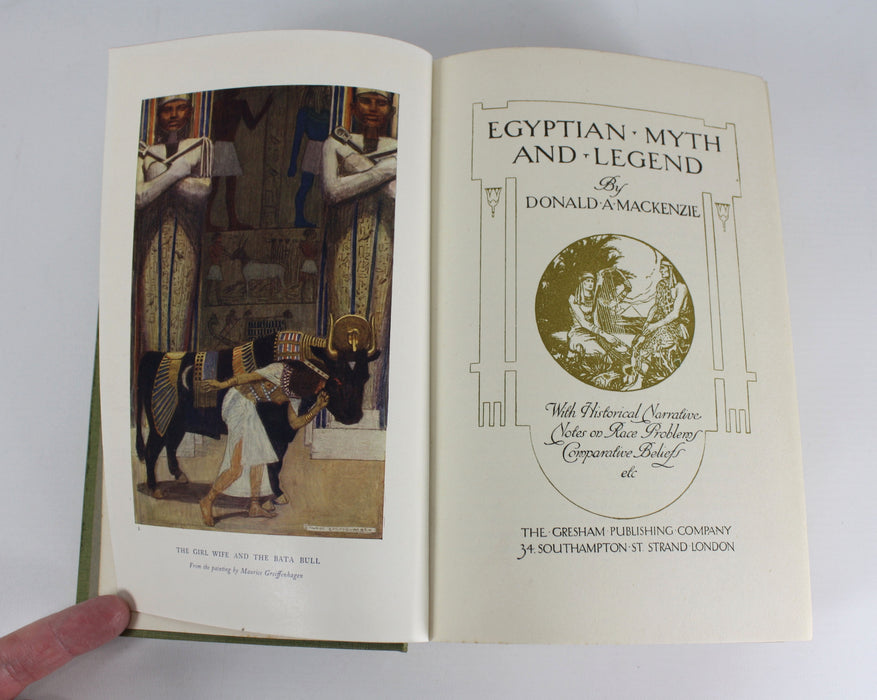 THE GIRL WIFE AND THE BATA BULL
From the painting by Maurice Greiffenhagen
EGYPTIAN · MYTH
AND · LEGEND
By
DONALD · A · MACKENZIE
With Historical Narrative
Notes on Race Problems
Comparative Beliefs
etc
THE · GRESHAM · PUBLISHING · COMPANY
34 · SOUTHAMPTON · ST. STRAND LONDON